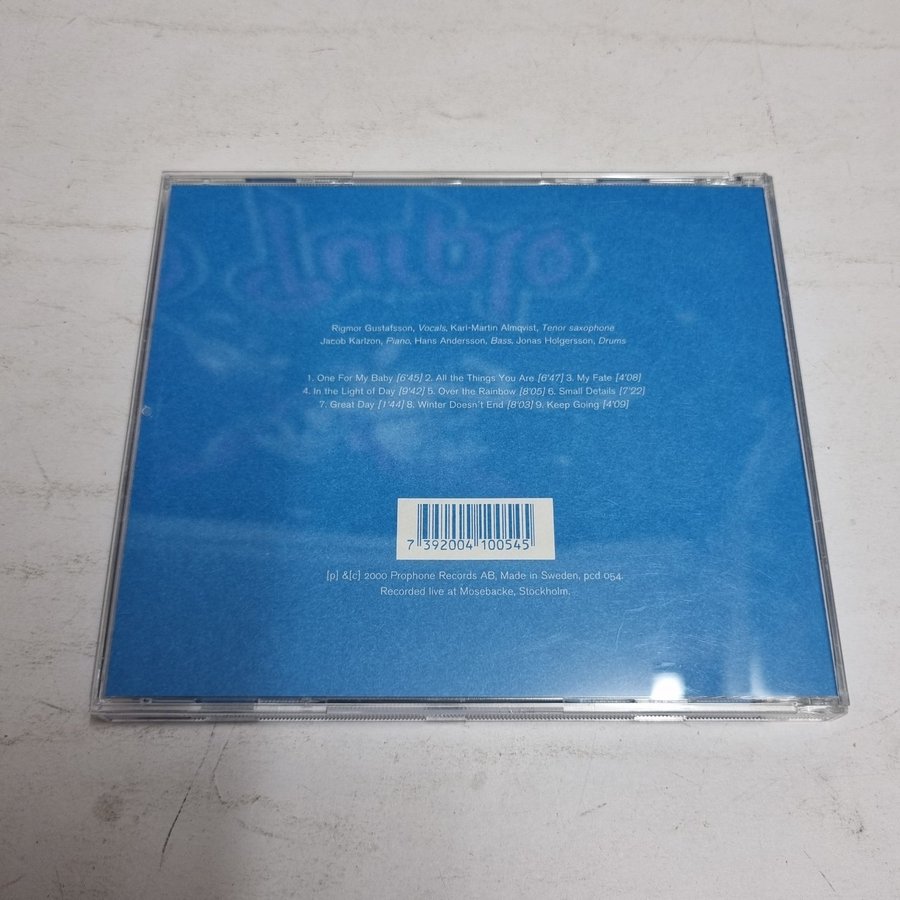 Rigmor Gustafsson, Vocals, Karl-Martin Almqvist, Tenor saxophone
Jacob Karlzon, Piano, Hans Andersson, Bass, Jonas Holgersson, Drums
1. One For My Baby [6'45] 2. All the Things You Are [6'47] 3. My Fate [4'08]
4. In the Light of Day [9'42] 5. Over the Rainbow [8'05] 6. Small Details [7'22]
7. Great Day [1'44] 8. Winter Doesn't End [8'03] 9. Keep Going [4'09]
7 392004 100545
[p] &[c] 2000 Prophone Records AB, Made in Sweden, pcd 054.
Recorded live at Mosebacke, Stockholm.